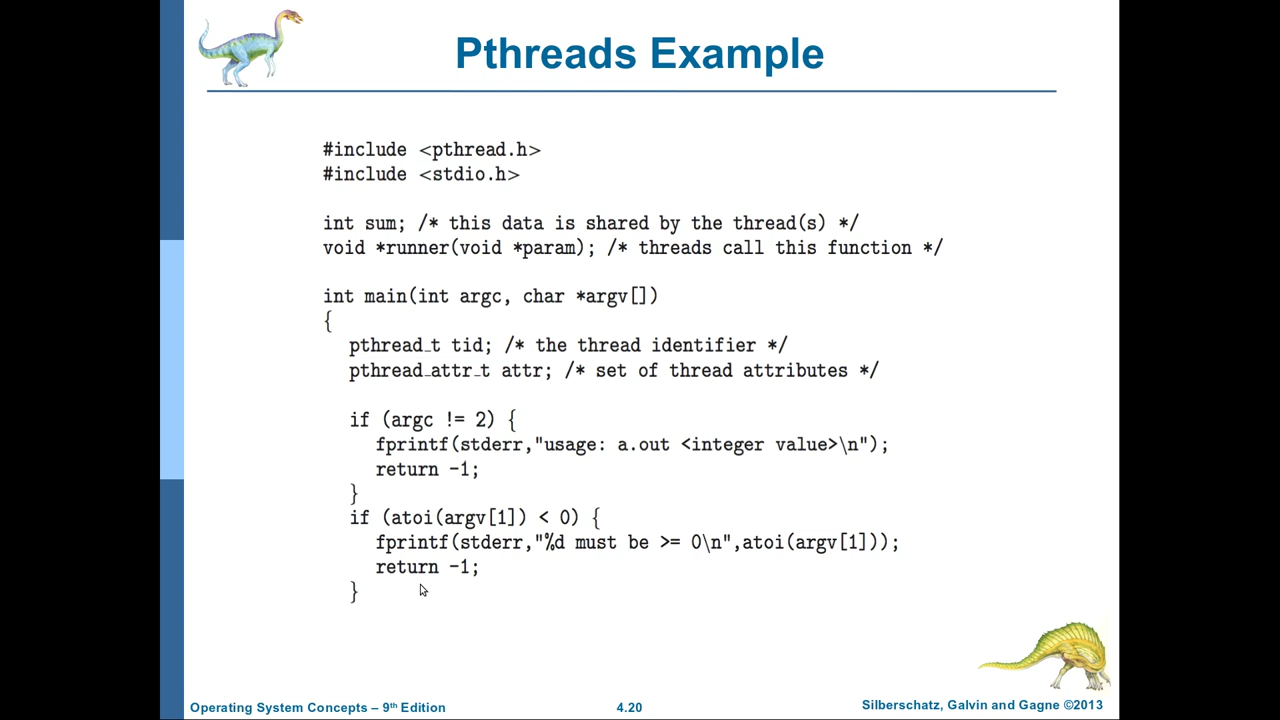 Pthreads Example
#include <pthread.h>
#include <stdio.h>
int sum; /* this data is shared by the thread(s) */
void *runner(void *param); /* threads call this function */
int main(int argc, char *argv[])
{
pthread_t tid; /* the thread identifier */
pthread_attr_t attr; /* set of thread attributes */
if (argc != 2) {
fprintf(stderr,"usage: a.out <integer value>\n");
return -1;
}
if (atoi(argv[1]) < 0) {
fprintf(stderr,"%d must be >= 0\n",atoi(argv[1]));
return -1;
}
Operating System Concepts – 9th Edition
4.20
Silberschatz, Galvin and Gagne ©2013